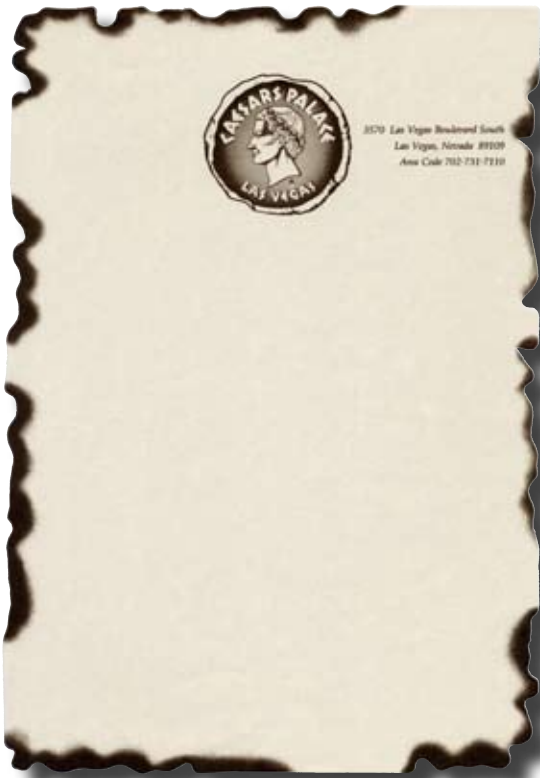 CAESARS PALACE
LAS VEGAS
3570 Las Vegas Boulevard South
Las Vegas, Nevada 89109
Area Code 702-731-7110